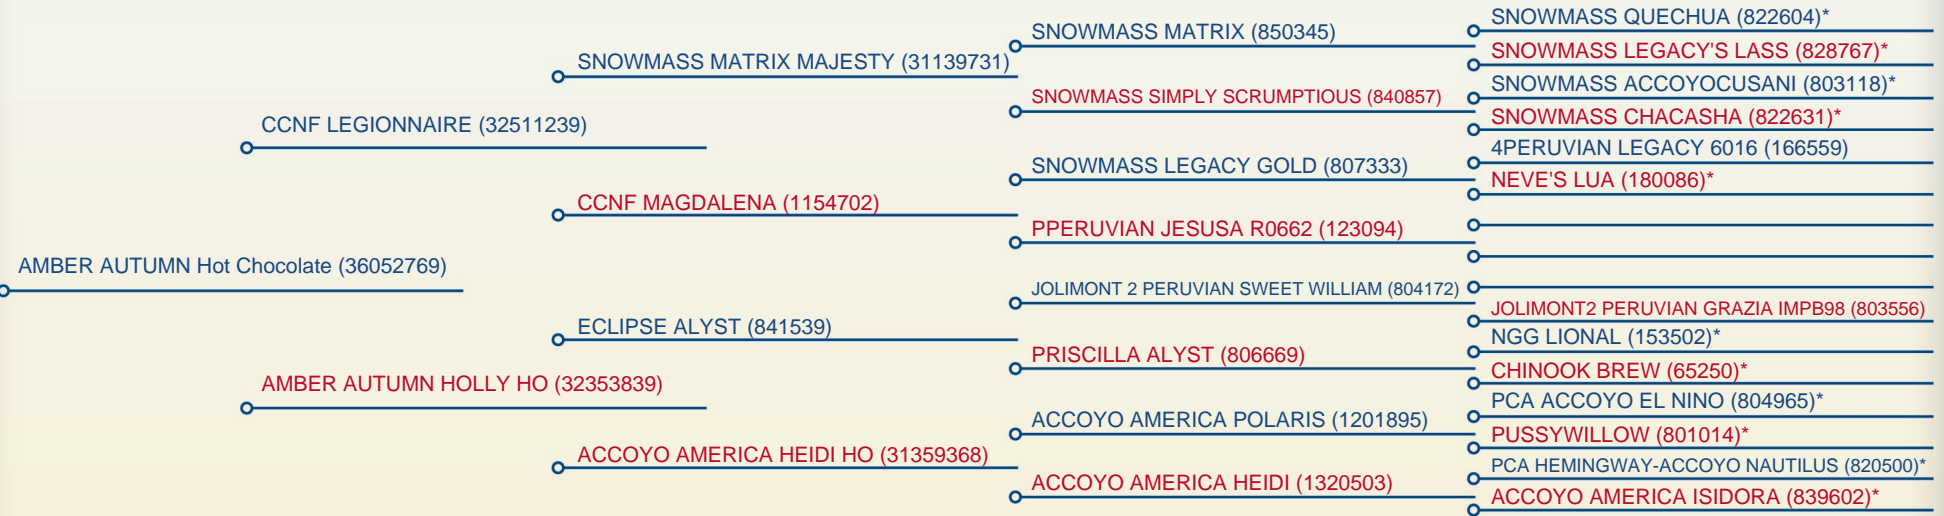 SNOWMASS QUECHUA (822604)*
SNOWMASS MATRIX (850345)
SNOWMASS LEGACY'S LASS (828767)*
SNOWMASS MATRIX MAJESTY (31139731)
SNOWMASS ACCOYOCUSANI (803118)*
SNOWMASS SIMPLY SCRUMPTIOUS (840857)
SNOWMASS CHACASHA (822631)*
CCNF LEGIONNAIRE (32511239)
4PERUVIAN LEGACY 6016 (166559)
SNOWMASS LEGACY GOLD (807333)
NEVE'S LUA (180086)*
CCNF MAGDALENA (1154702)
PPERUVIAN JESUSA R0662 (123094)
AMBER AUTUMN Hot Chocolate (36052769)
JOLIMONT 2 PERUVIAN SWEET WILLIAM (804172)
JOLIMONT2 PERUVIAN GRAZIA IMPB98 (803556)
ECLIPSE ALYST (841539)
NGG LIONAL (153502)*
PRISCILLA ALYST (806669)
CHINOOK BREW (65250)*
AMBER AUTUMN HOLLY HO (32353839)
PCA ACCOYO EL NINO (804965)*
ACCOYO AMERICA POLARIS (1201895)
PUSSYWILLOW (801014)*
ACCOYO AMERICA HEIDI HO (31359368)
PCA HEMINGWAY-ACCOYO NAUTILUS (820500)*
ACCOYO AMERICA HEIDI (1320503)
ACCOYO AMERICA ISIDORA (839602)*